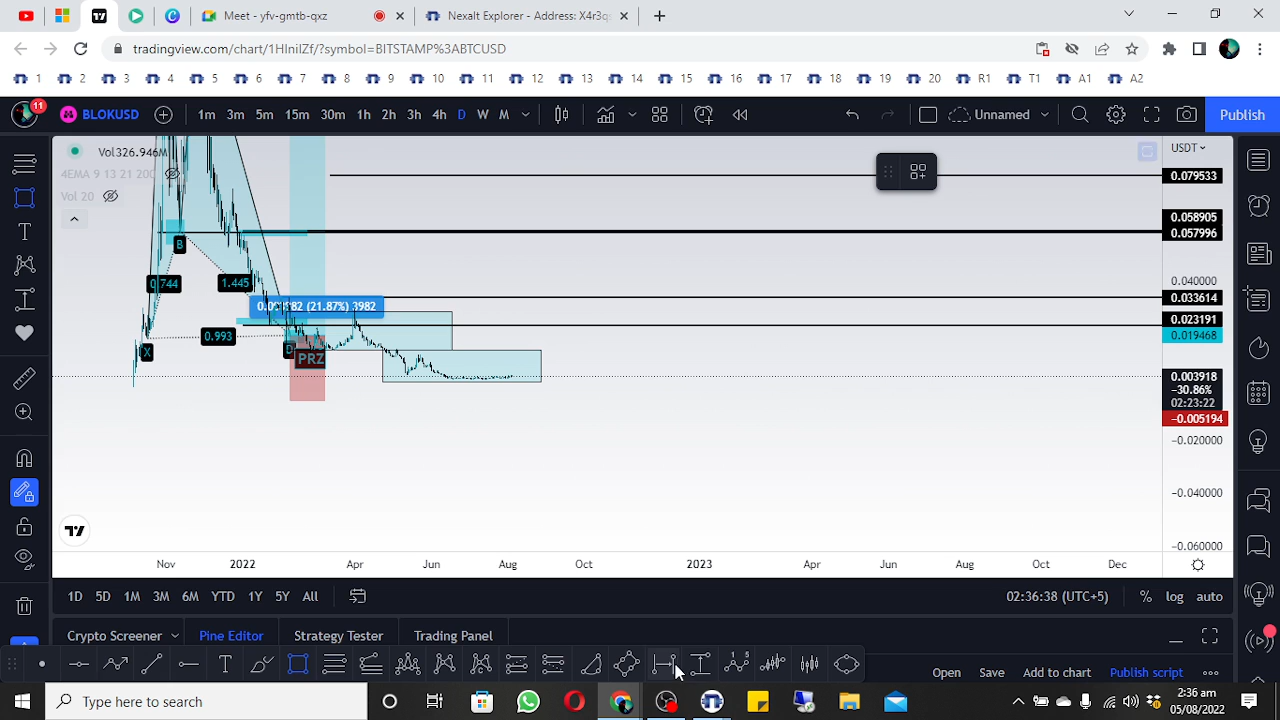 Meet - yfv-gmtb-qxz
Nexalt Explorer - Address: X4r3q
tradingview.com/chart/1HlnilZf/?symbol=BITSTAMP%3ABTCUSD
1 2 3 4 5 6 7 8 9 10 11 12 13 14 15 16 17 18 19 20 R1 T1 A1 A2
11
BLOKUSD 1m 3m 5m 15m 30m 1h 2h 3h 4h D W M Unnamed Publish
Vol326.946M
4EMA 9 13 21 200
Vol 20
USDT
0.079533
0.058905
0.057996
0.040000
0.033614
0.023191
0.019468
0.003918
-30.86%
02:23:22
-0.005194
-0.020000
-0.040000
-0.060000
B
0.744
1.445
(21.87%) 3982
0.993
X
D
PRZ
Nov 2022 Apr Jun Aug Oct 2023 Apr Jun Aug Oct Dec
1D 5D 1M 3M 6M YTD 1Y 5Y All 02:36:38 (UTC+5) % log auto
Crypto Screener Pine Editor Strategy Tester Trading Panel
Open Save Add to chart Publish script
Type here to search
2:36 am
05/08/2022